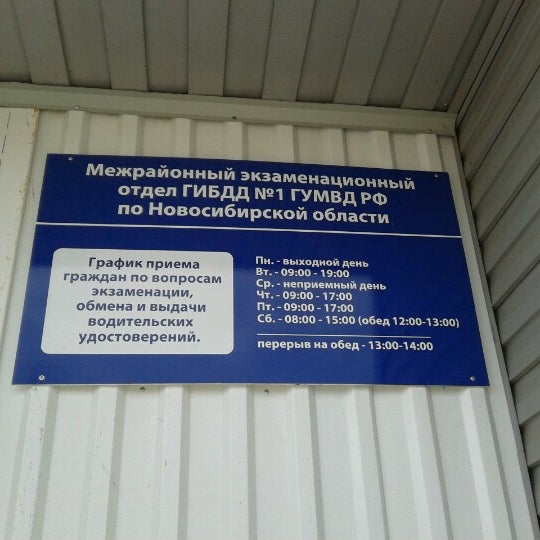 Межрайонный экзаменационный
отдел ГИБДД №1 ГУМВД РФ
по Новосибирской области
График приема
граждан по вопросам
экзаменации,
обмена и выдачи
водительских
удостоверений.
Пн. - выходной день
Вт. - 09:00 - 19:00
Ср. - неприемный день
Чт. - 09:00 - 17:00
Пт. - 09:00 - 17:00
Сб. - 08:00 - 15:00 (обед 12:00-13:00)
перерыв на обед - 13:00-14:00